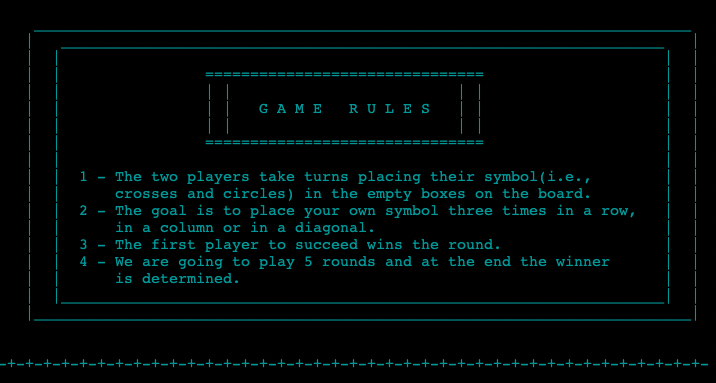 G A M E   R U L E S
1 - The two players take turns placing their symbol(i.e.,
crosses and circles) in the empty boxes on the board.
2 - The goal is to place your own symbol three times in a row,
in a column or in a diagonal.
3 - The first player to succeed wins the round.
4 - We are going to play 5 rounds and at the end the winner
is determined.